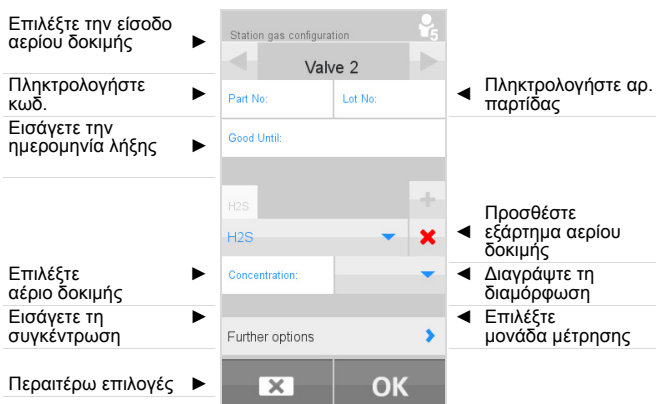 Επιλέξτε την είσοδο
αερίου δοκιμής ►
Πληκτρολογήστε
κωδ. ►
Εισάγετε την
ημερομηνία λήξης ►
Επιλέξτε ►
αέριο δοκιμής
Εισάγετε τη ►
συγκέντρωση
Περαιτέρω επιλογές ►
Station gas configuration
5
Valve 2
Part No:
Lot No:
Good Until:
H2S
+
H2S
Concentration:
Further options
OK
◄ Πληκτρολογήστε αρ.
παρτίδας
Προσθέστε
◄ εξάρτημα αερίου
δοκιμής
◄ Διαγράψτε τη
διαμόρφωση
◄ Επιλέξτε
μονάδα μέτρησης